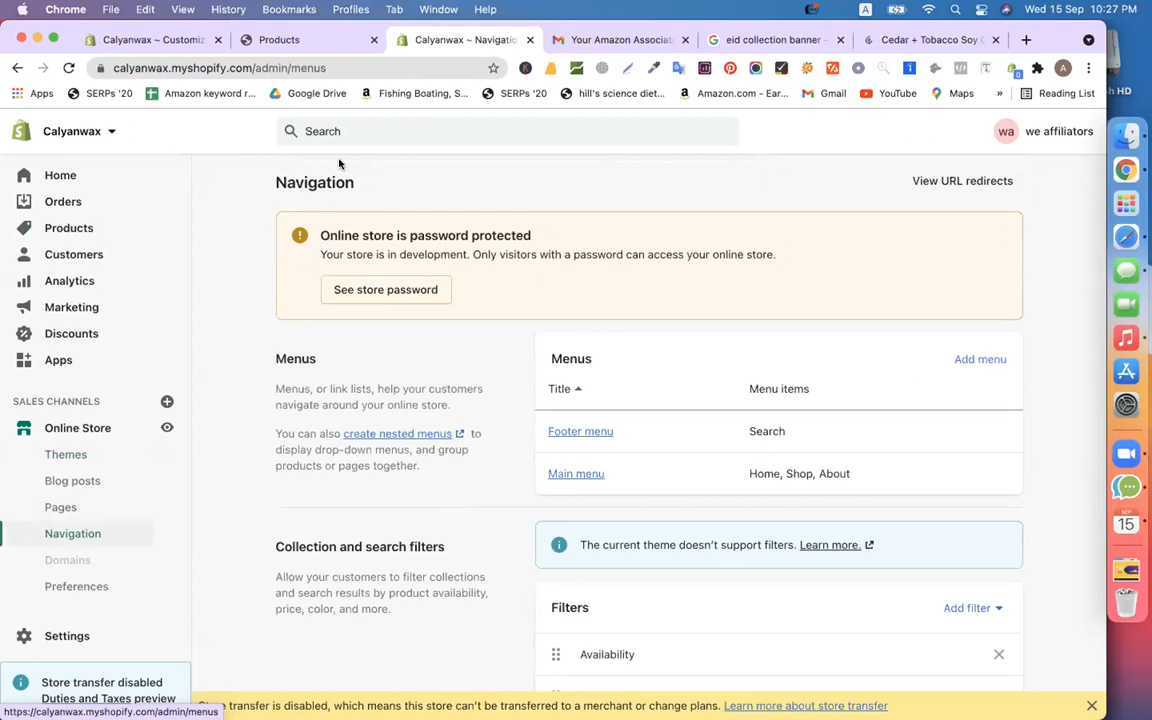 Chrome File Edit View History Bookmarks Profiles Tab Window Help A Wed 15 Sep 10:27 PM
Calyanwax ~ Customiz Products Calyanwax ~ Navigatio Your Amazon Associat G eid collection banner - Cedar + Tobacco Soy C
calyanwax.myshopify.com/admin/menus
Apps SERPs '20 Amazon keyword r... Google Drive Fishing Boating, S... SERPs '20 hill's science diet... Amazon.com - Ear... Gmail YouTube Maps » Reading List
Calyanwax Search wa we affiliators
Home
Orders
Products
Customers
Analytics
Marketing
Discounts
Apps
SALES CHANNELS
Online Store
Themes
Blog posts
Pages
Navigation
Domains
Preferences
Settings
Store transfer disabled
Duties and Taxes preview
https://calyanwax.myshopify.com/admin/menus
Navigation View URL redirects
Online store is password protected
Your store is in development. Only visitors with a password can access your online store.
See store password
Menus
Menus, or link lists, help your customers
navigate around your online store.
You can also create nested menus to
display drop-down menus, and group
products or pages together.
Menus Add menu
Title Menu items
Footer menu Search
Main menu Home, Shop, About
Collection and search filters
Allow your customers to filter collections
and search results by product availability,
price, color, and more.
The current theme doesn't support filters. Learn more.
Filters Add filter
Availability
transfer is disabled, which means this store can't be transferred to a merchant or change plans. Learn more about store transfer
SEP
15